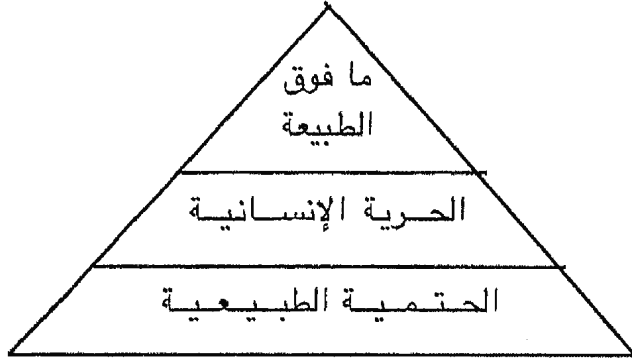 ما فوق
الطبيعة
الحرية الإنسانية
الحتمية الطبيعية